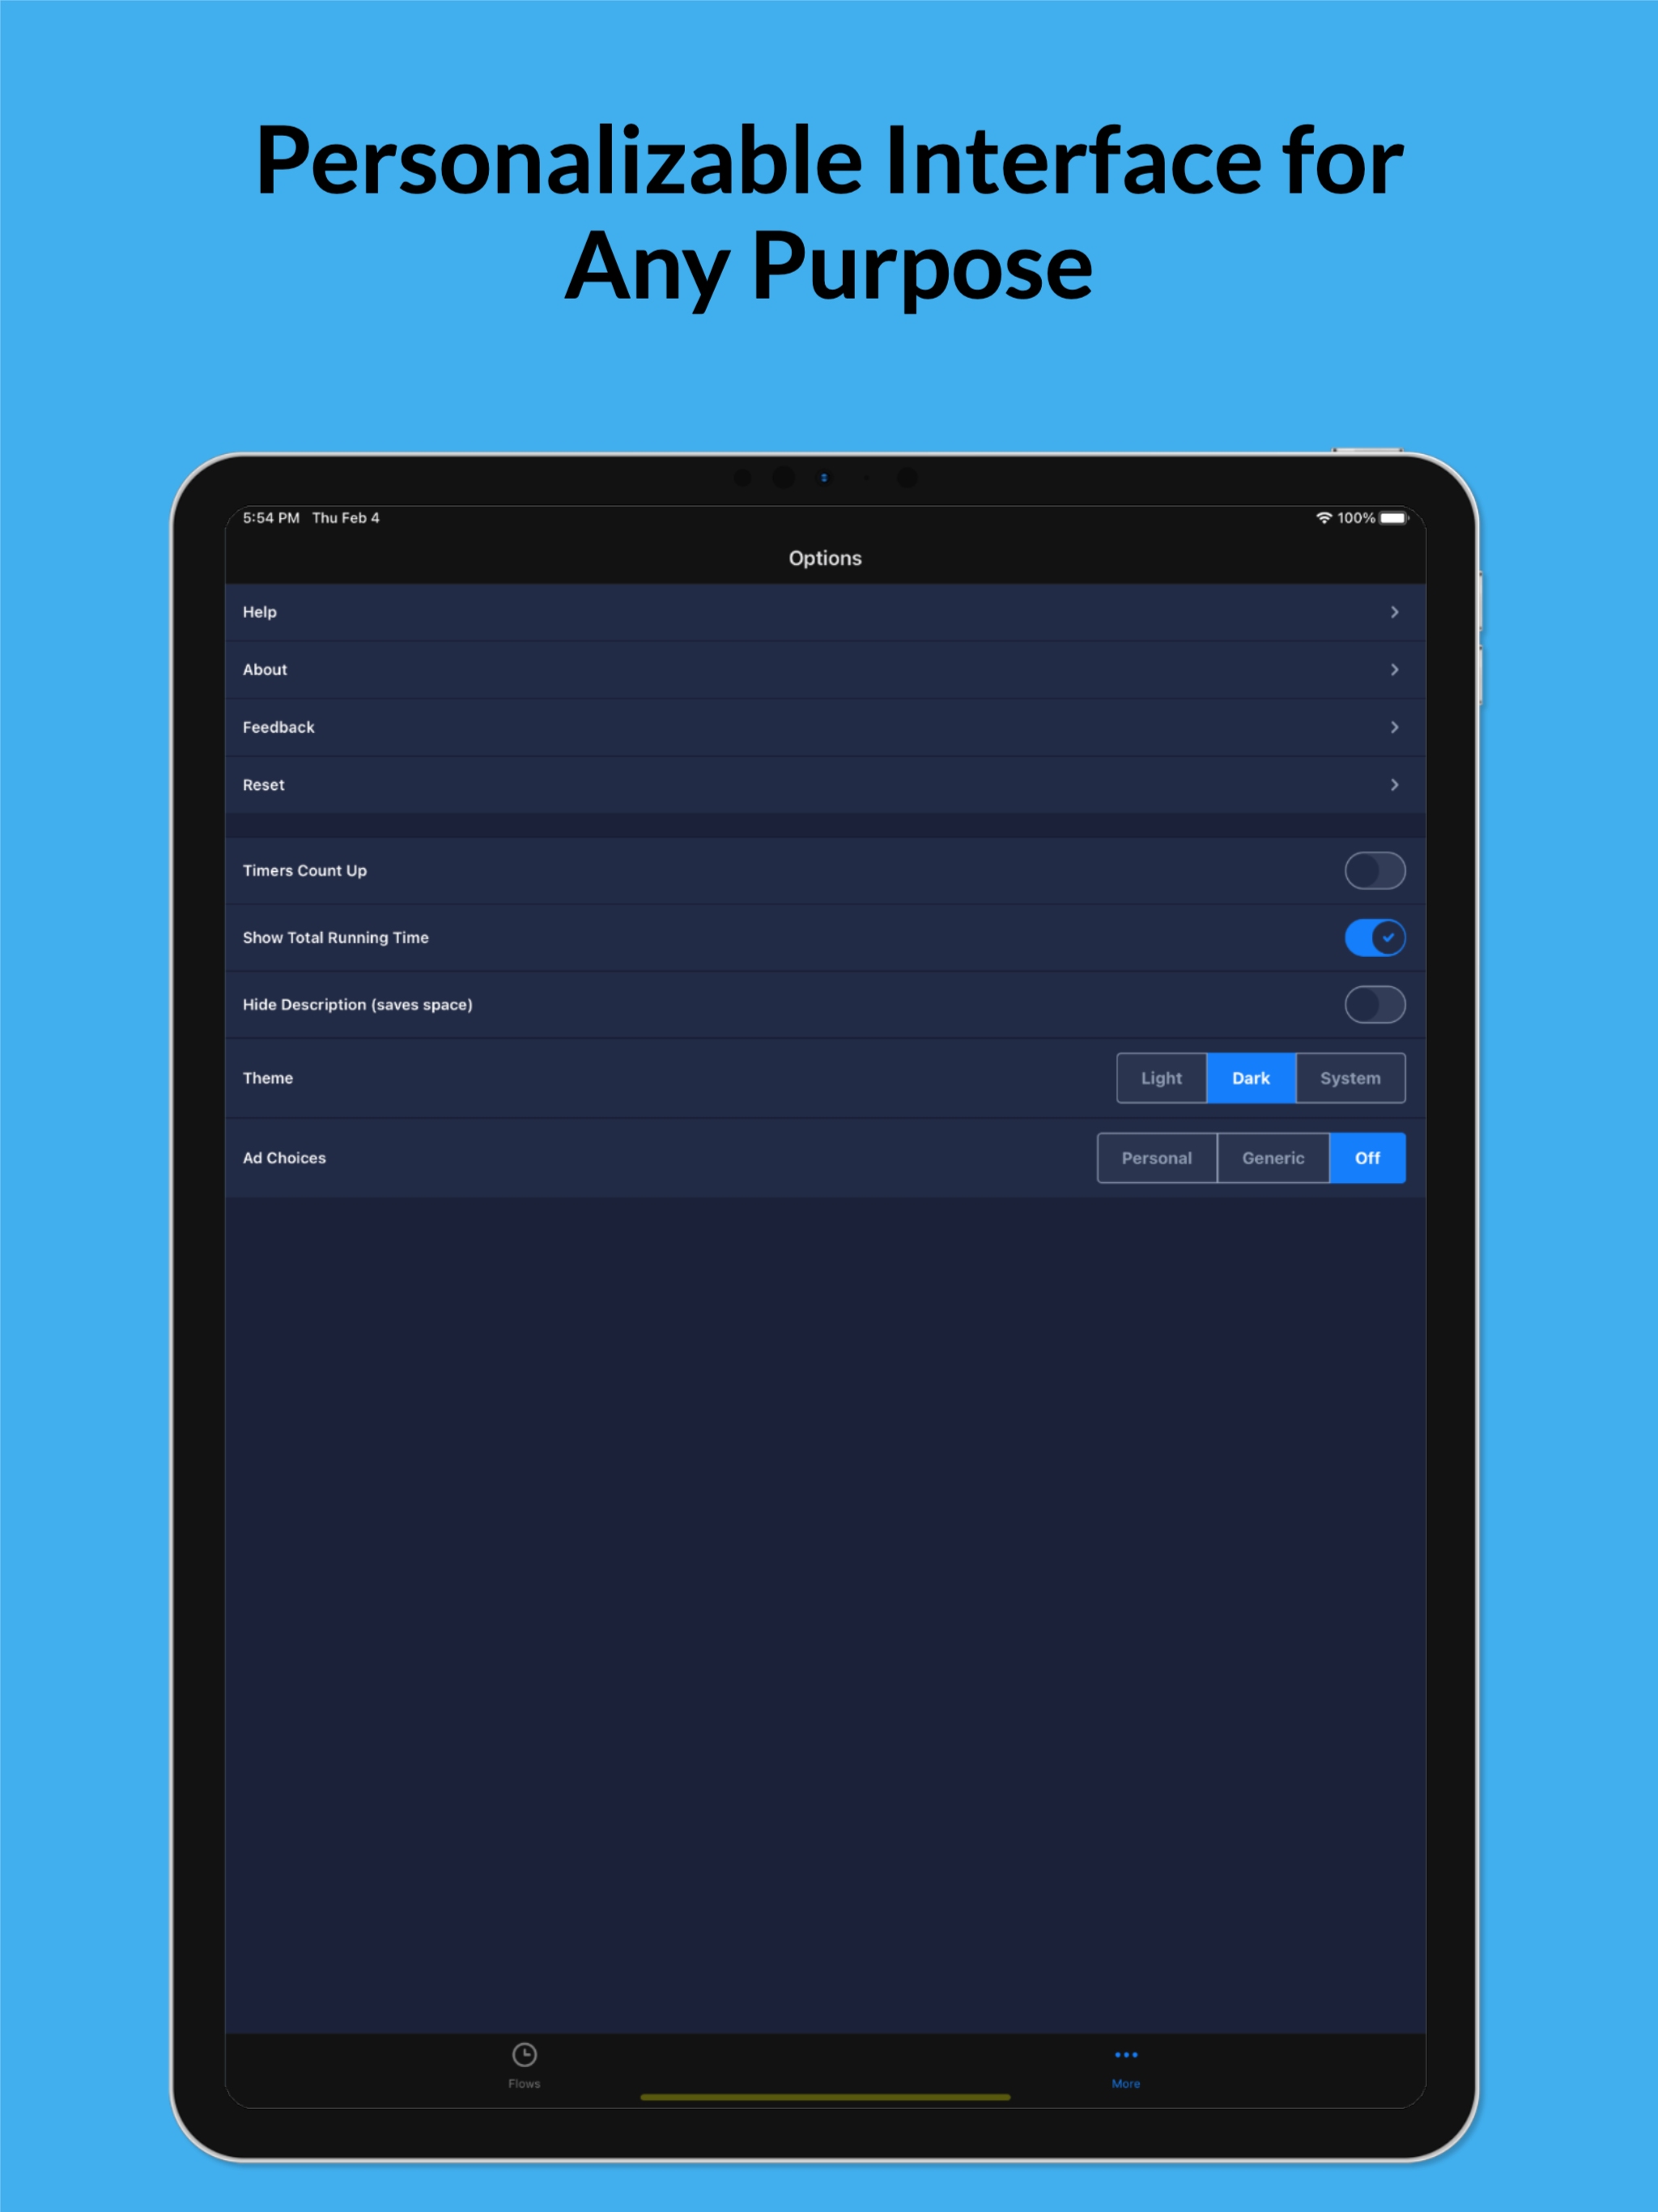 Personalizable Interface for
Any Purpose
5:54 PM Thu Feb 4 100%
Options
Help
About
Feedback
Reset
Timers Count Up
Show Total Running Time
Hide Description (saves space)
Theme Light Dark System
Ad Choices Personal Generic Off
Flows More